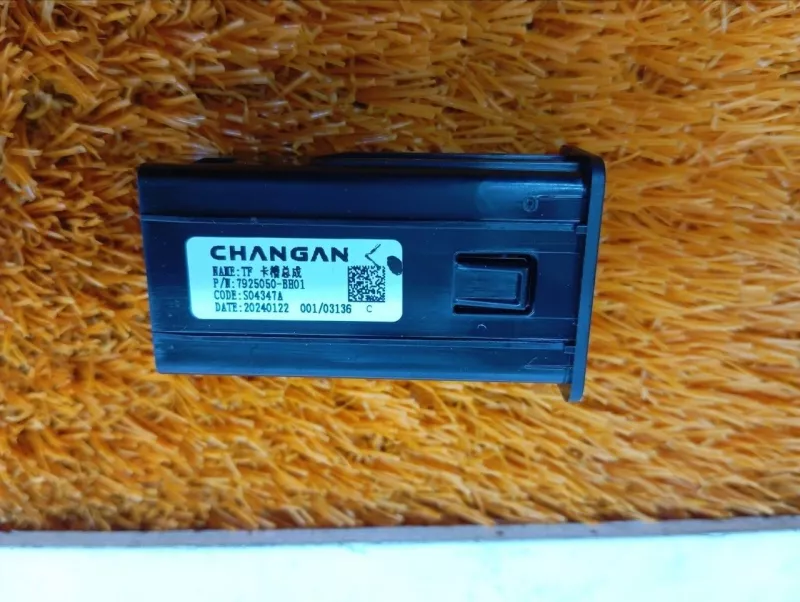 CHANGAN
NAME:TF 卡槽总成
P/N:7925050-BH01
CODE:S04347A
DATE:20240122 001/03136 C